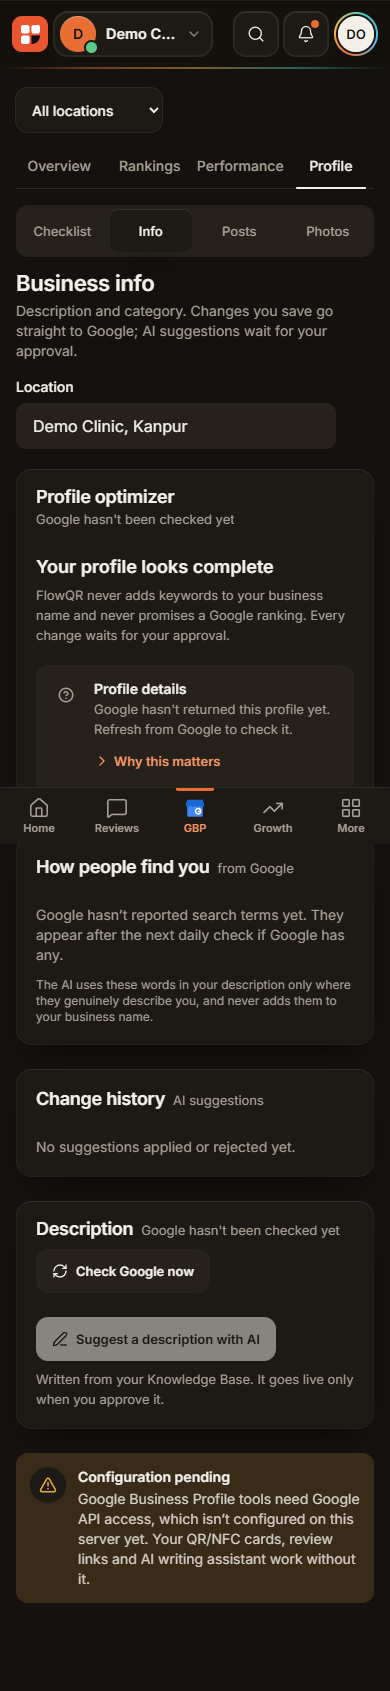 D
Demo C...
DO
All locations
Overview
Rankings
Performance
Profile
Checklist
Info
Posts
Photos
Business info
Description and category. Changes you save go
straight to Google; AI suggestions wait for your
approval.
Location
Demo Clinic, Kanpur
Profile optimizer
Google hasn't been checked yet
Your profile looks complete
FlowQR never adds keywords to your business
name and never promises a Google ranking. Every
change waits for your approval.
Profile details
Google hasn't returned this profile yet.
Refresh from Google to check it.
Why this matters
Home
Reviews
GBP
Growth
More
How people find you from Google
Google hasn’t reported search terms yet. They
appear after the next daily check if Google has
any.
The AI uses these words in your description only where
they genuinely describe you, and never adds them to
your business name.
Change history AI suggestions
No suggestions applied or rejected yet.
Description Google hasn't been checked yet
Check Google now
Suggest a description with AI
Written from your Knowledge Base. It goes live only
when you approve it.
Configuration pending
Google Business Profile tools need Google
API access, which isn’t configured on this
server yet. Your QR/NFC cards, review
links and AI writing assistant work without
it.